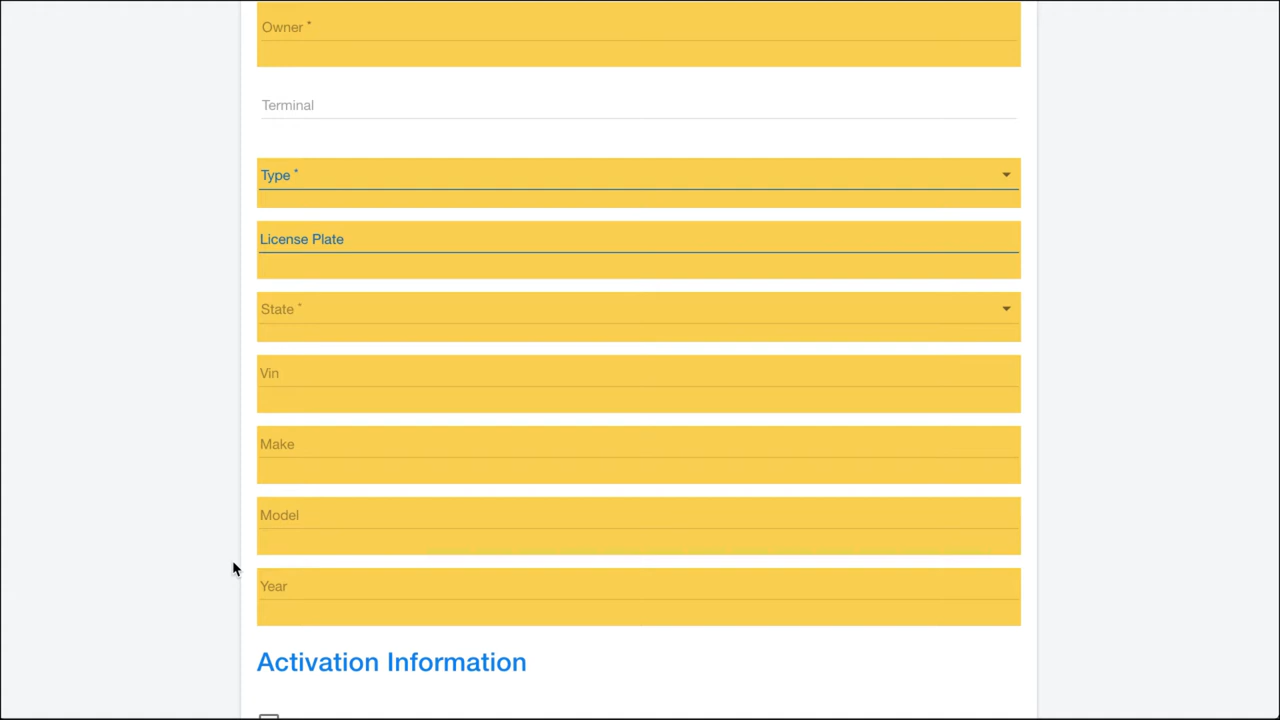 Owner *
Terminal
Type *
License Plate
State *
Vin
Make
Model
Year
Activation Information